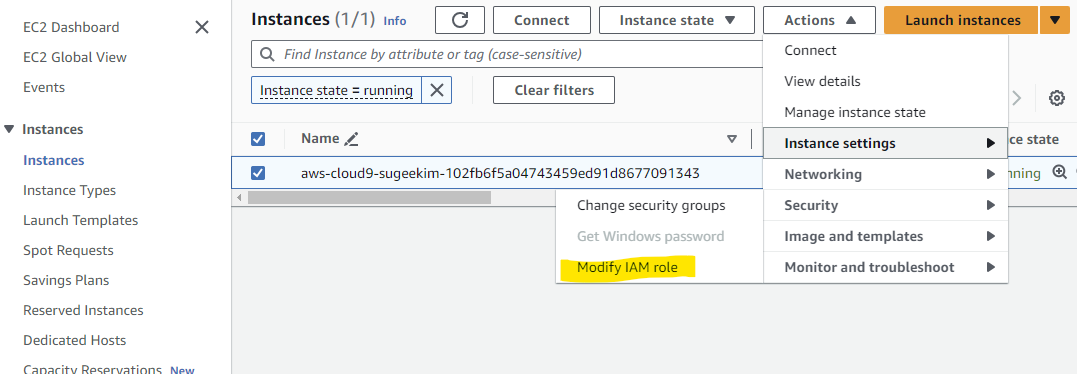 EC2 Dashboard
EC2 Global View
Events
Instances
Instances
Instance Types
Launch Templates
Spot Requests
Savings Plans
Reserved Instances
Dedicated Hosts
Capacity Reservations New
Instances (1/1) Info
Connect
Instance state
Actions
Launch instances
Find Instance by attribute or tag (case-sensitive)
Instance state = running
Clear filters
Name
ce state
aws-cloud9-sugeekim-102fb6f5a04743459ed91d8677091343
nning
Connect
View details
Manage instance state
Instance settings
Networking
Security
Image and templates
Monitor and troubleshoot
Change security groups
Get Windows password
Modify IAM role